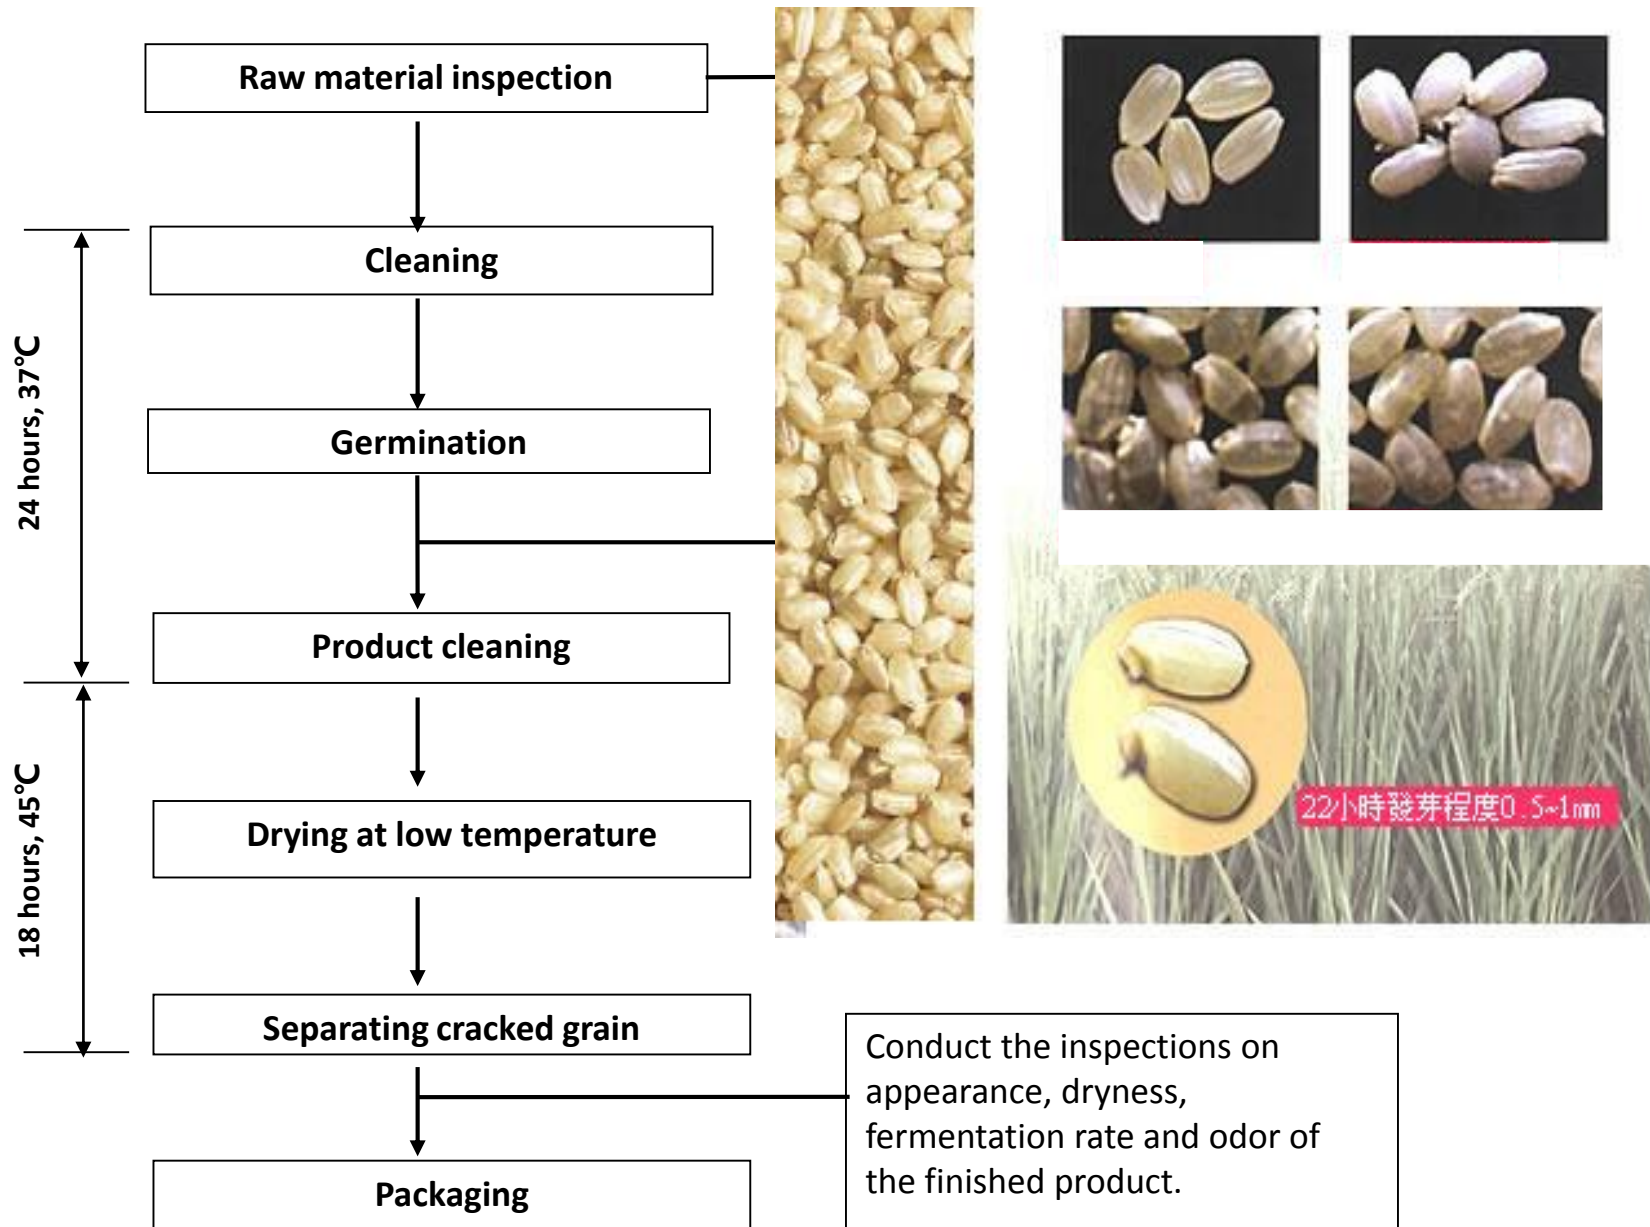 Raw material inspection
Cleaning
24 hours, 37℃
Germination
Product cleaning
18 hours, 45℃
Drying at low temperature
22小時發芽程度0.5~1mm
Separating cracked grain
Conduct the inspections on
appearance, dryness,
fermentation rate and odor of
the finished product.
Packaging